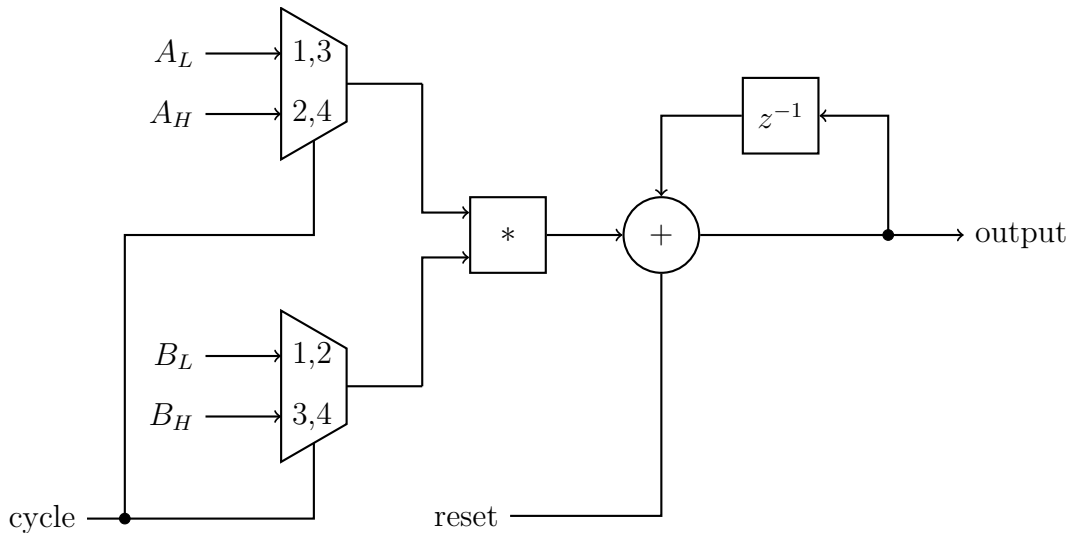 A_L
1,3
A_H
2,4
z^{-1}
*
+
output
B_L
1,2
B_H
3,4
cycle
reset